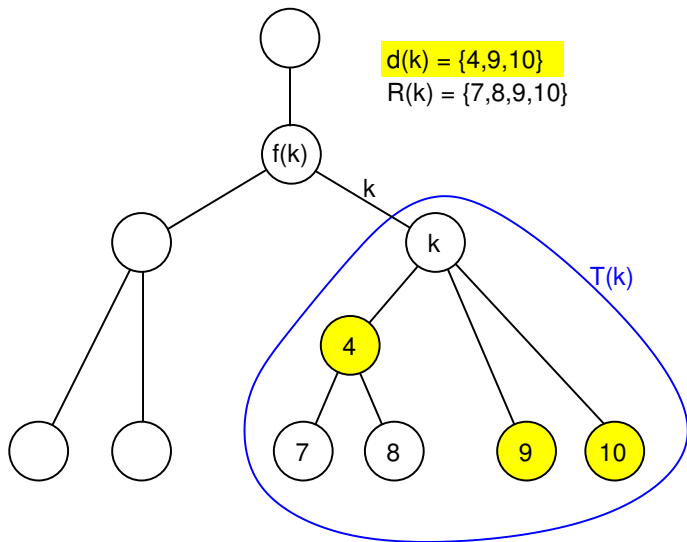 d(k) = {4,9,10}
R(k) = {7,8,9,10}
f(k)
k
k
T(k)
4
7
8
9
10